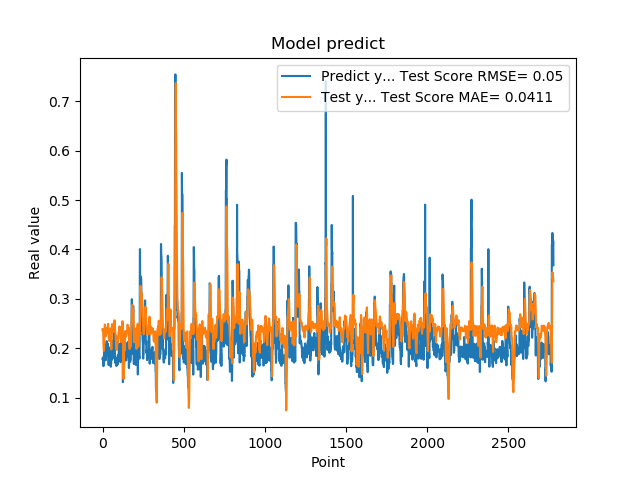 Model predict
Predict y... Test Score RMSE= 0.05
Test y... Test Score MAE= 0.0411
Real value
0.7
0.6
0.5
0.4
0.3
0.2
0.1
0 500 1000 1500 2000 2500
Point